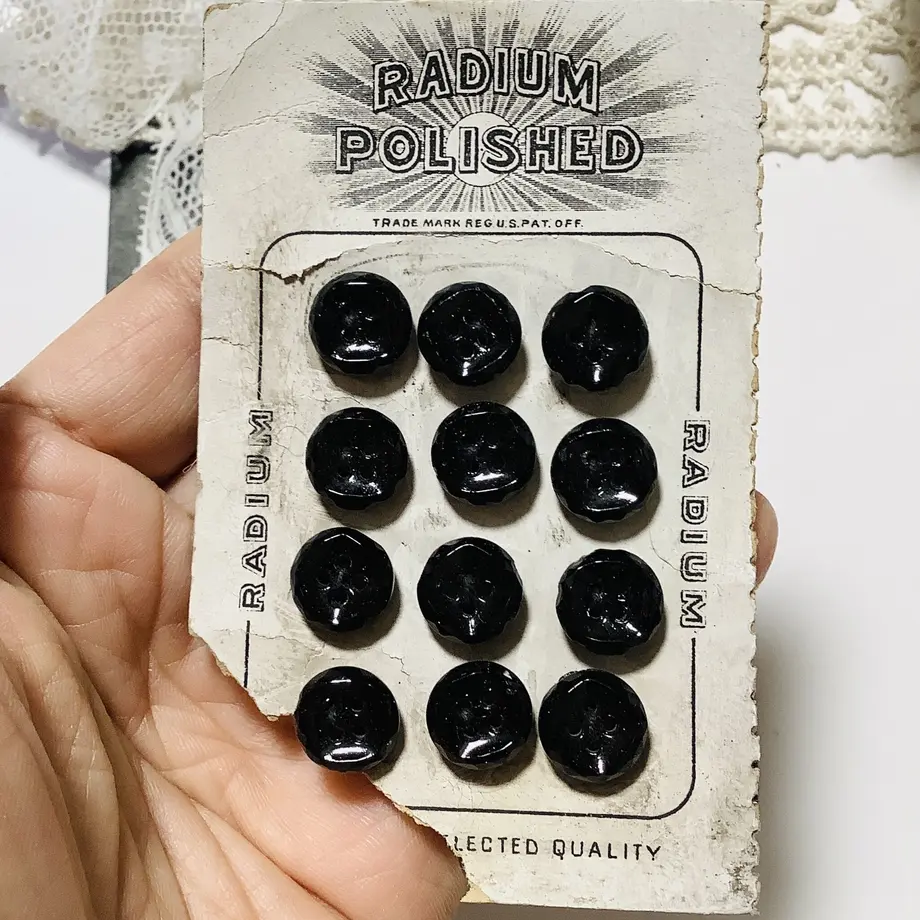 RADIUM
POLISHED
TRADE MARK REG U.S. PAT. OFF.
RADIUM
RADIUM
ELECTED QUALITY